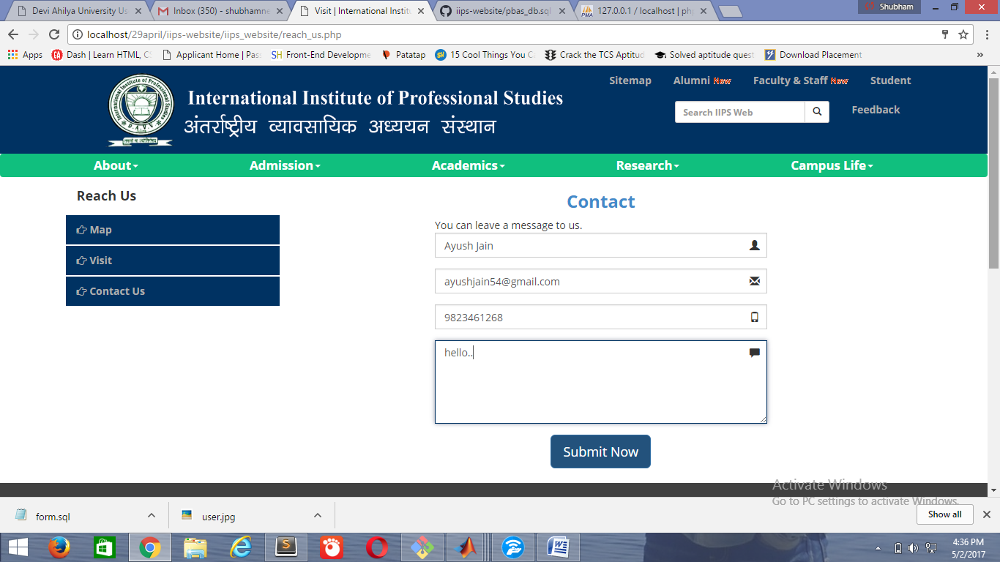 Devi Ahilya University Us
Inbox (350) - shubhamne
Visit | International Institu
iips-website/pbas_db.sql
127.0.0.1 / localhost | ph
Shubham
localhost/29april/iips-website/iips_website/reach_us.php
Apps
Dash | Learn HTML, CS
Applicant Home | Pas
SH Front-End Developme
Patatap
SW 15 Cool Things You C
Crack the TCS Aptitud
Solved aptitude quest
Download Placement
»
Sitemap Alumni New Faculty & Staff New Student
International Institute of Professional Studies
अंतर्राष्ट्रीय व्यावसायिक अध्ययन संस्थान
Search IIPS Web
Feedback
About Admission Academics Research Campus Life
Reach Us
Map
Visit
Contact Us
Contact
You can leave a message to us.
Ayush Jain
ayushjain54@gmail.com
9823461268
hello..
Submit Now
Activate Windows
Go to PC settings to activate Windows.
form.sql
user.jpg
Show all
4:36 PM
5/2/2017